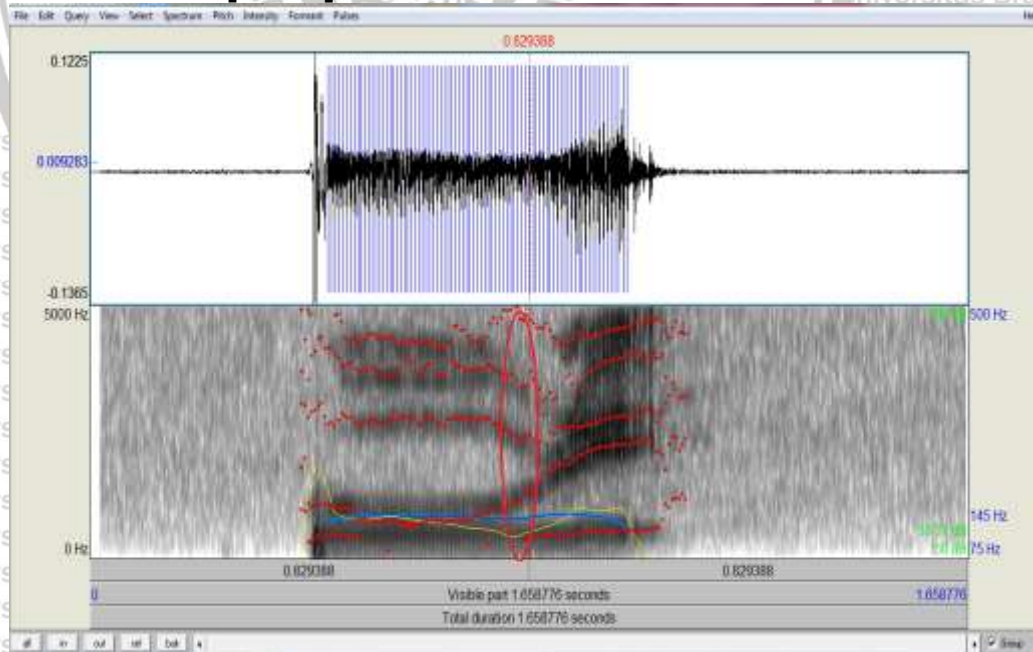 File Edit Query View Select Spectrum Pitch Intensity Formant Pulses
0.829388
0.1225
0.009283
-0.1365
5000 Hz
500 Hz
145 Hz
0 Hz
75 Hz
0.829388 0.829388
0 Visible part 1.658776 seconds 1.658776
Total duration 1.658776 seconds
all in out sel bak
Group